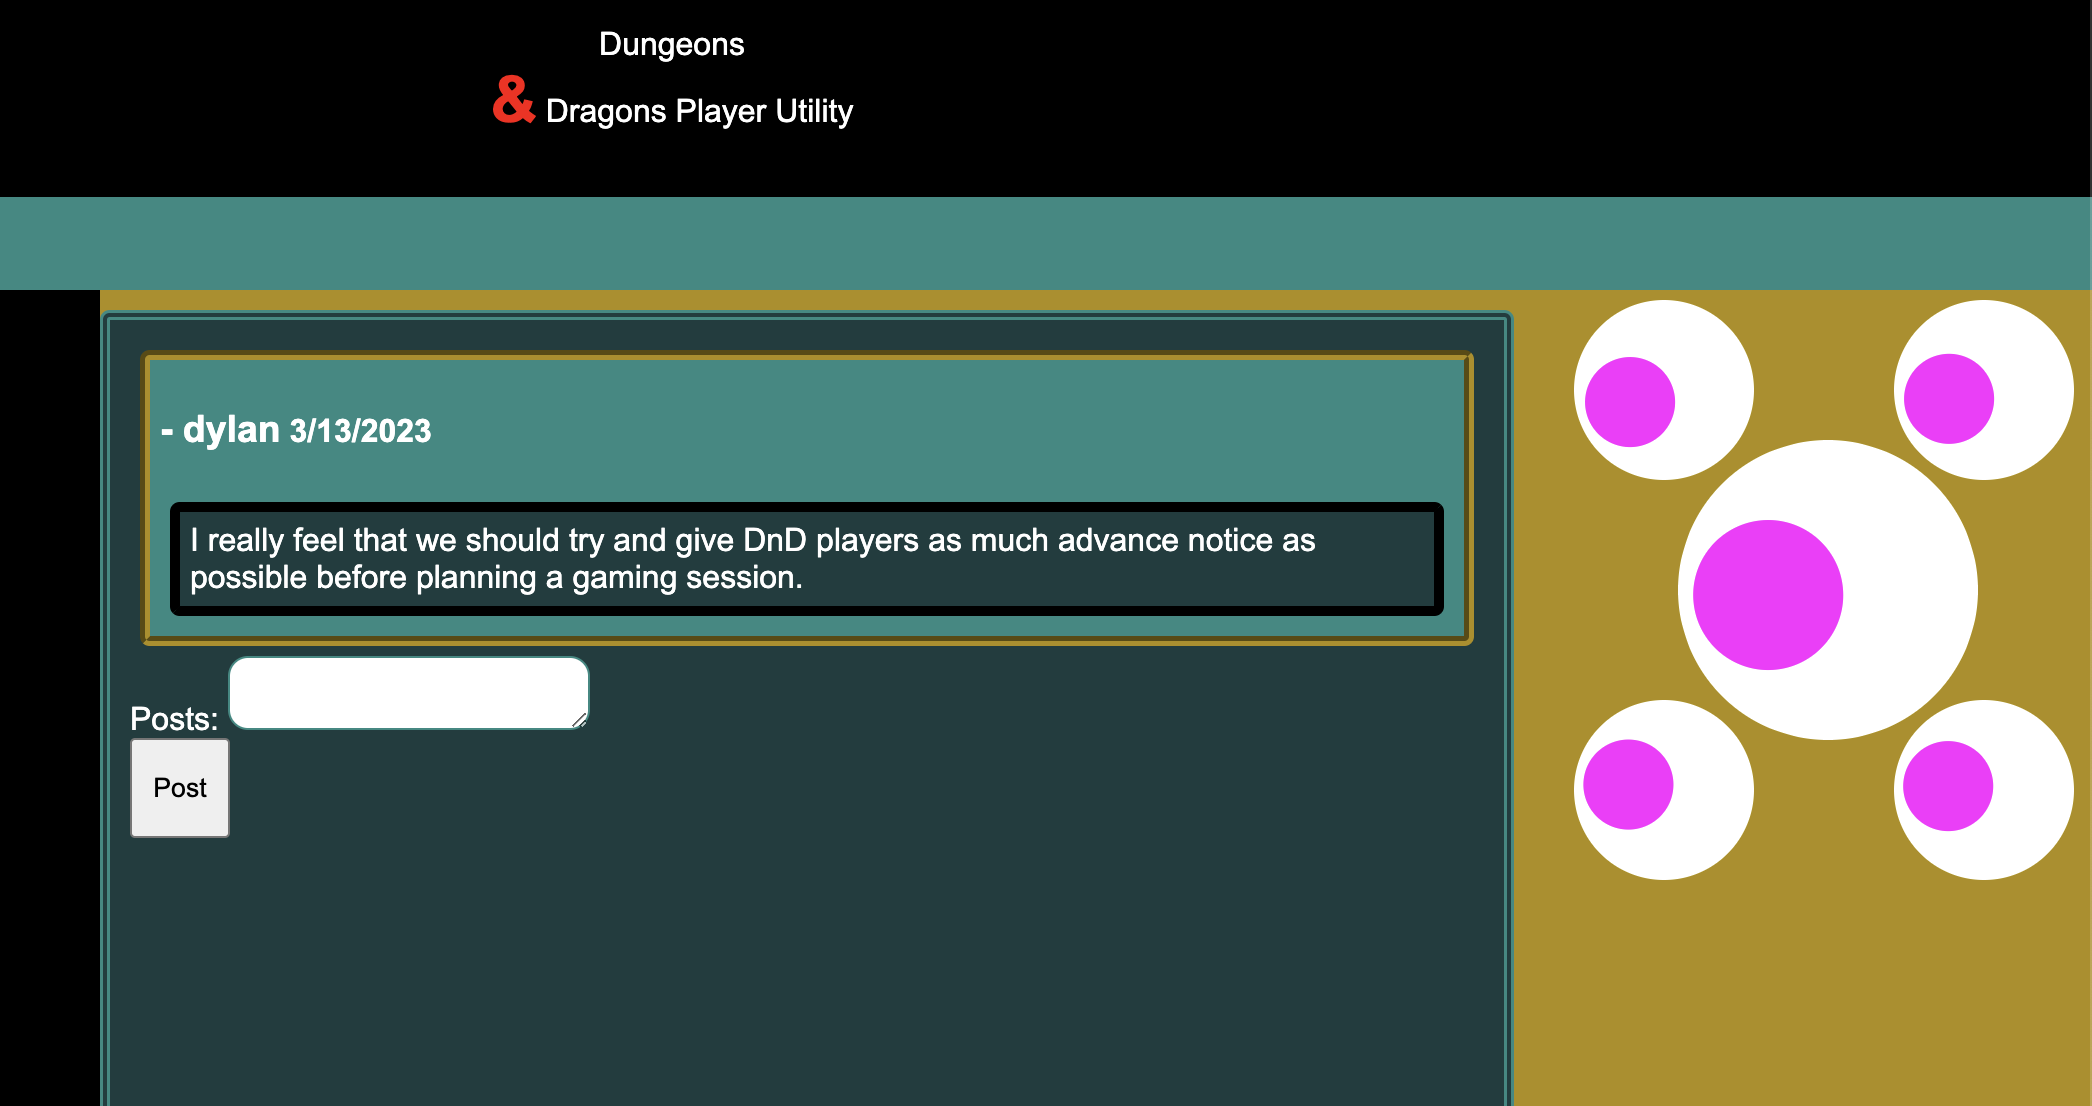 Dungeons
& Dragons Player Utility
- dylan 3/13/2023
I really feel that we should try and give DnD players as much advance notice as
possible before planning a gaming session.
Posts:
Post